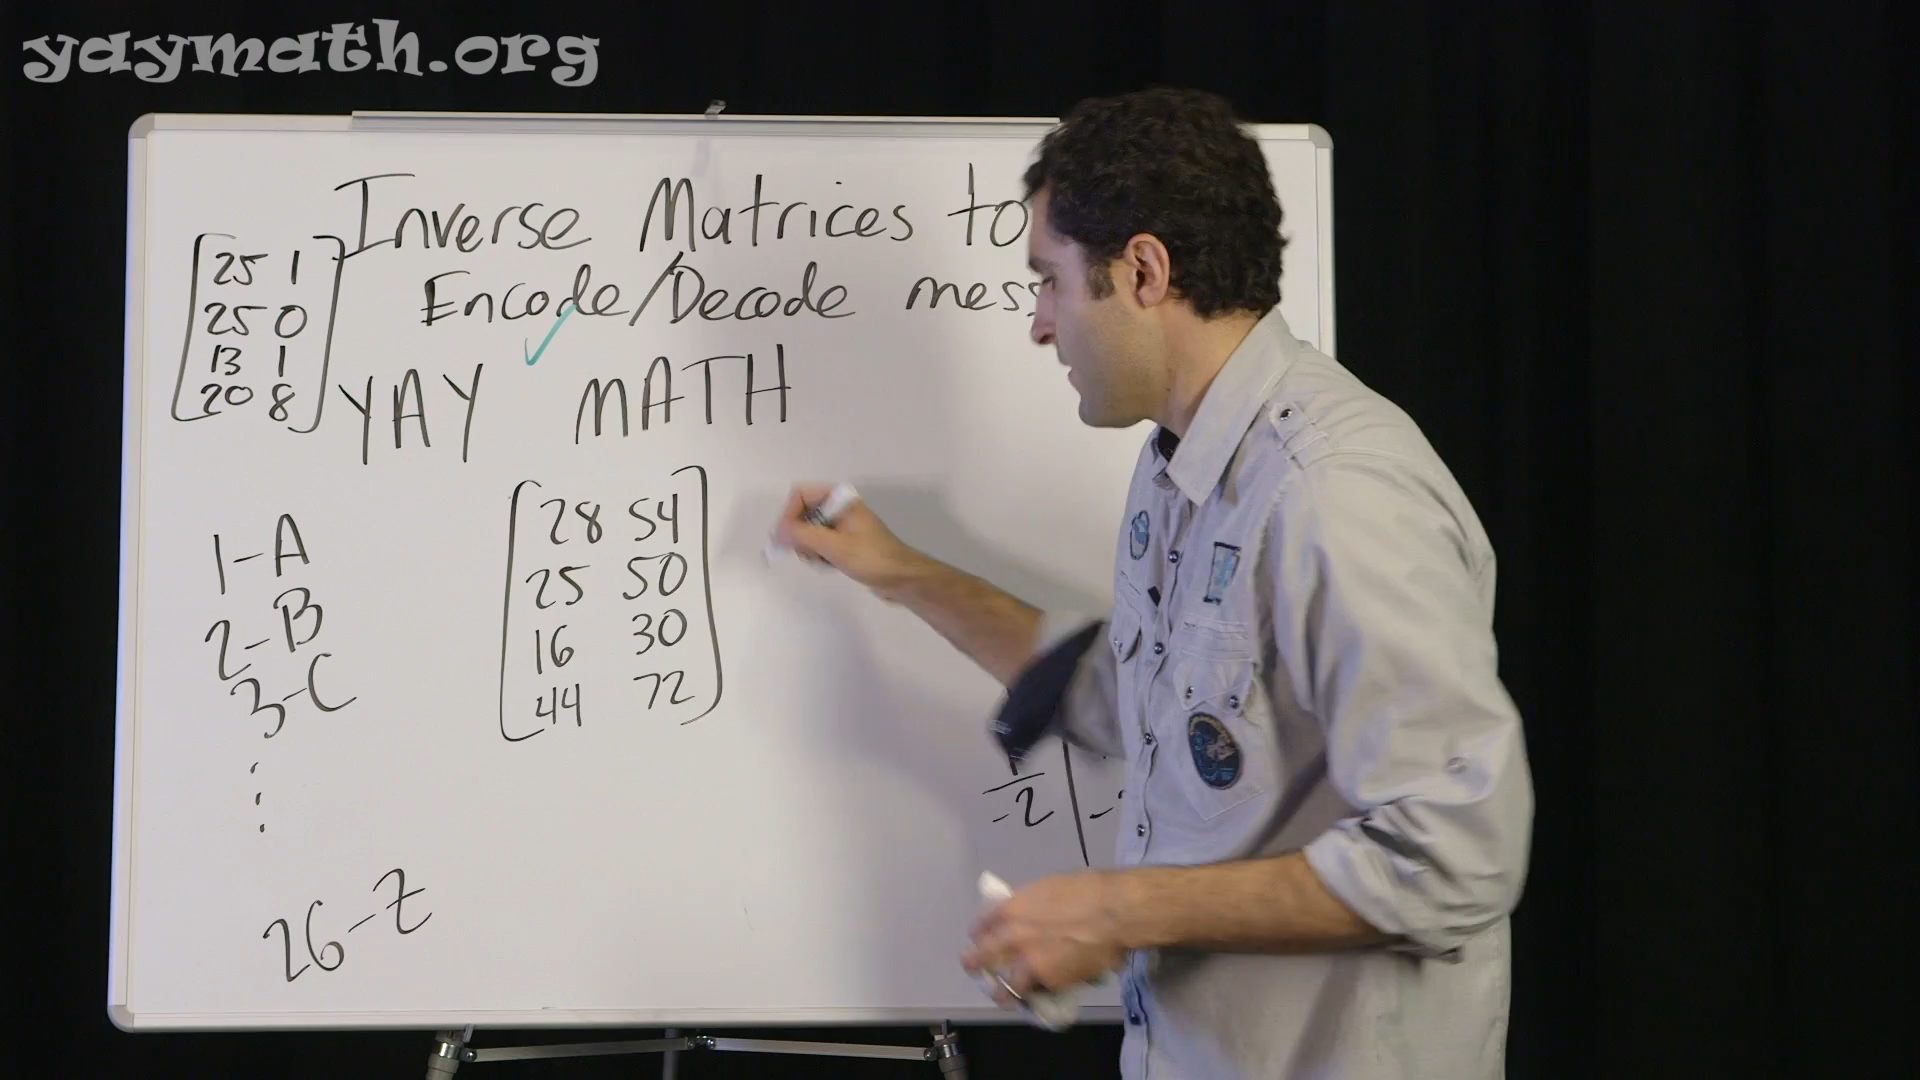 yaymath.org
Inverse Matrices to
Encode/Decode mess
25 1
25 0
13 1
20 8
YAY MATH
28 54
25 50
16 30
44 72
1-A
2-B
3-C
26-Z
-2